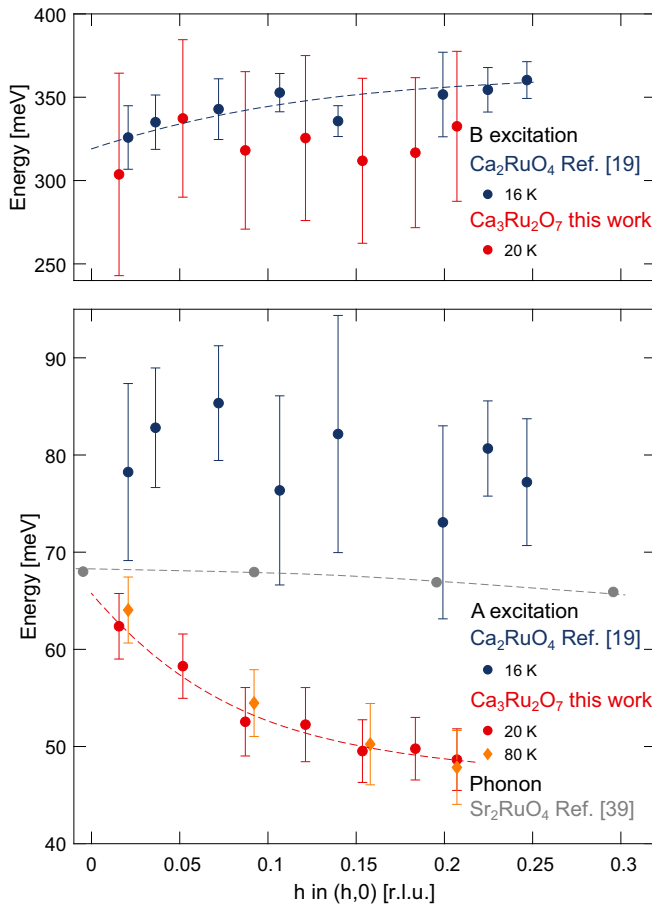 400
350
300
250
Energy [meV]
B excitation
Ca₂RuO₄ Ref. [19]
16 K
Ca₃Ru₂O₇ this work
20 K
90
80
70
60
50
40
Energy [meV]
A excitation
Ca₂RuO₄ Ref. [19]
16 K
Ca₃Ru₂O₇ this work
20 K
80 K
Phonon
Sr₂RuO₄ Ref. [39]
0 0.05 0.1 0.15 0.2 0.25 0.3
h in (h,0) [r.l.u.]